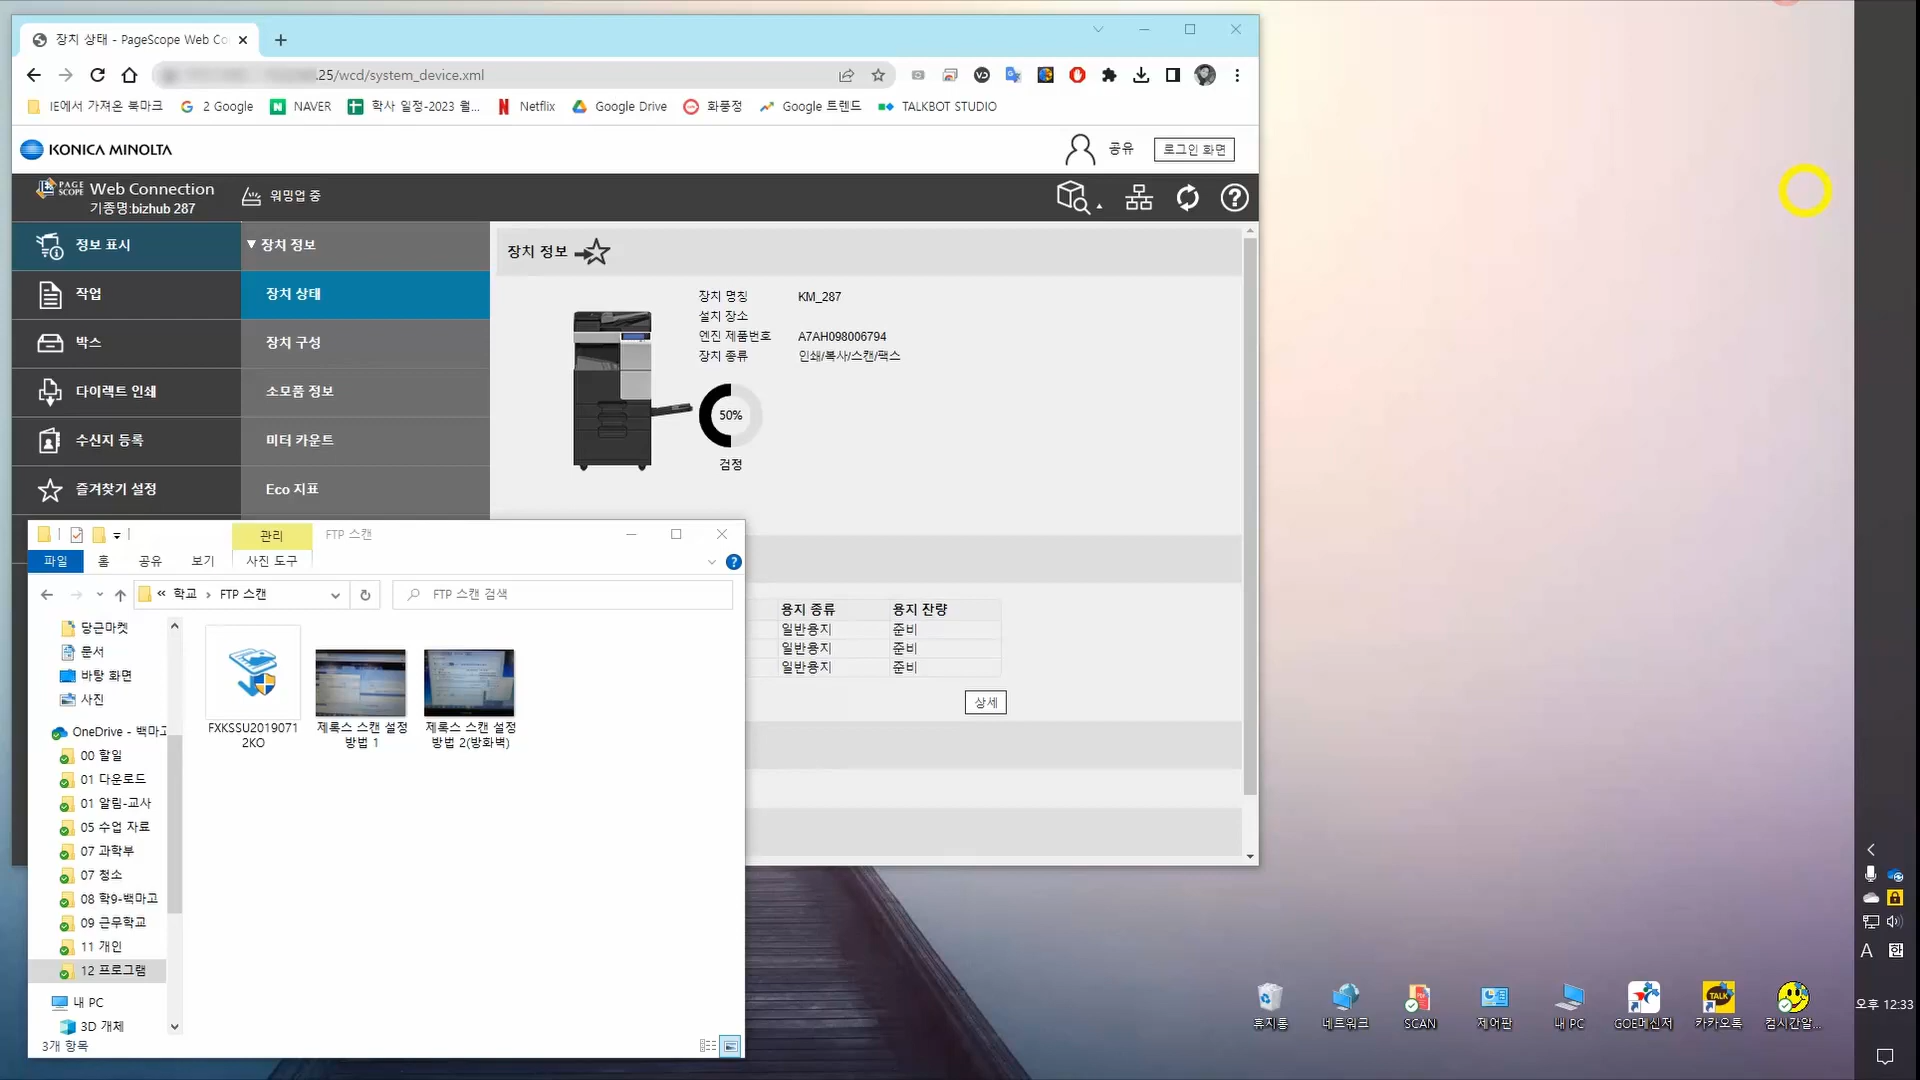 장치 상태 - PageScope Web Co
.25/wcd/system_device.xml
IE에서 가져온 북마크
2 Google
NAVER
학사 일정-2023 월...
Netflix
Google Drive
화풍정
Google 트렌드
TALKBOT STUDIO
KONICA MINOLTA
공유
로그인 화면
PAGE SCOPE Web Connection
기종명:bizhub 287
워밍업 중
정보 표시
작업
박스
다이렉트 인쇄
수신지 등록
즐겨찾기 설정
▼ 장치 정보
장치 상태
장치 구성
소모품 정보
미터 카운트
Eco 지표
장치 정보
장치 명칭 KM_287
설치 장소
엔진 제품번호 A7AH098006794
장치 종류 인쇄/복사/스캔/팩스
50%
검정
용지 종류 용지 잔량
일반용지 준비
일반용지 준비
일반용지 준비
상세
관리
FTP 스캔
파일
홈
공유
보기
사진 도구
« 학교 › FTP 스캔
FTP 스캔 검색
당근마켓
문서
바탕 화면
사진
OneDrive - 백마고
00 할일
01 다운로드
01 알림-교사
05 수업 자료
07 과학부
07 청소
08 학9-백마고
09 근무학교
11 개인
12 프로그램
내 PC
3D 개체
FXKSSU2019071
2KO
제록스 스캔 설정
방법 1
제록스 스캔 설정
방법 2(방화벽)
3개 항목
휴지통
네트워크
SCAN
제어판
내 PC
GOE메신저
TALK
카카오톡
컴시간알...
A
한
오후 12:33